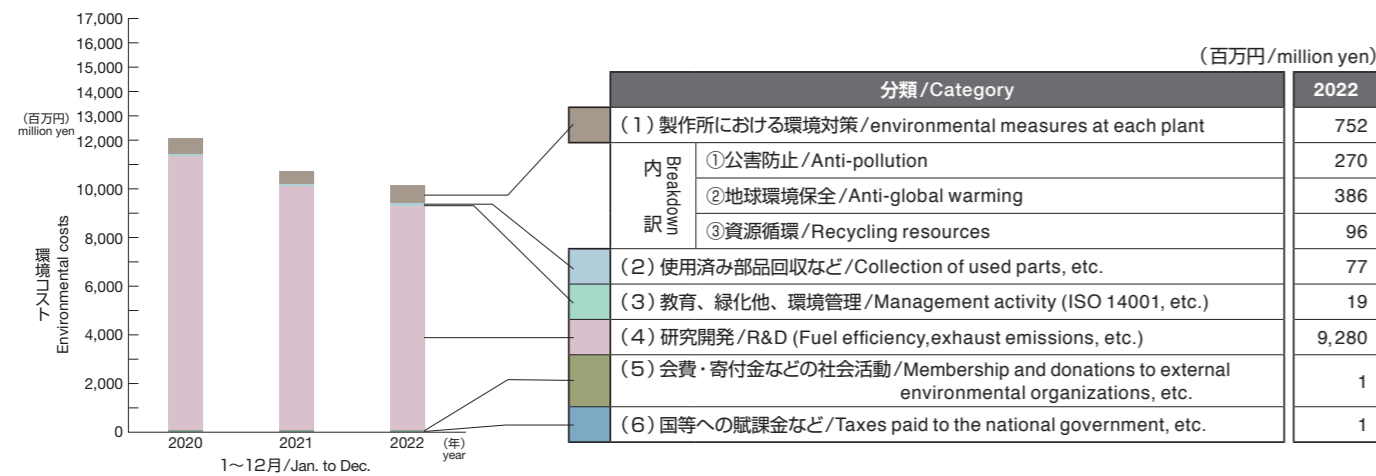 17,000
16,000
15,000
14,000
13,000
12,000
10,000
8,000
6,000
4,000
2,000
0
(百万円)
million yen
環境コスト
Environmental costs
2020
2021
2022
(年)
year
1～12月/Jan. to Dec.
(百万円/million yen)
分類/Category
2022
(1)製作所における環境対策/environmental measures at each plant
752
内訳
Breakdown
①公害防止/Anti-pollution
270
②地球環境保全/Anti-global warming
386
③資源循環/Recycling resources
96
(2)使用済み部品回収など/Collection of used parts, etc.
77
(3)教育、緑化他、環境管理/Management activity (ISO 14001, etc.)
19
(4)研究開発/R&D (Fuel efficiency,exhaust emissions, etc.)
9,280
(5)会費・寄付金などの社会活動/Membership and donations to external
environmental organizations, etc.
1
(6)国等への賦課金など/Taxes paid to the national government, etc.
1